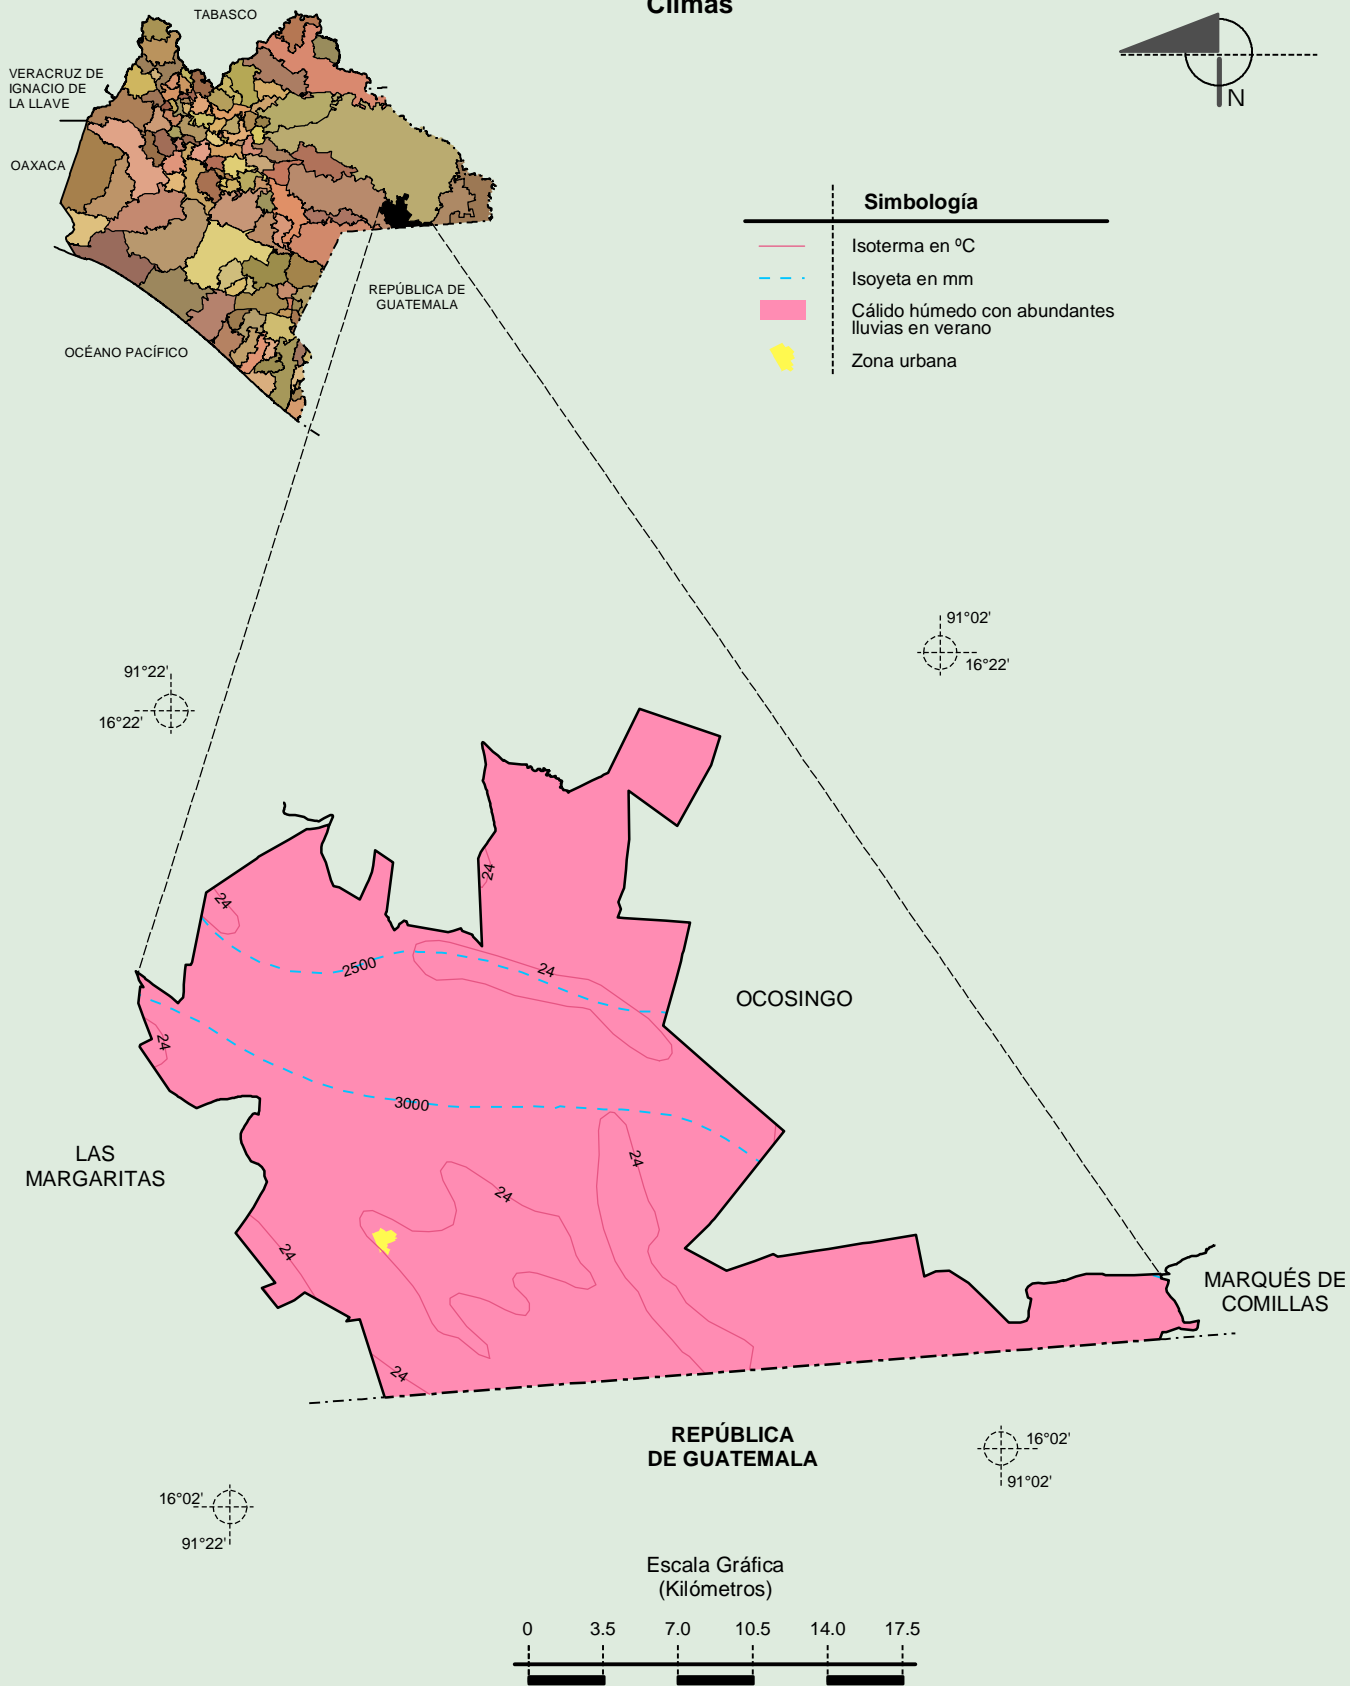 Climas
TABASCO
VERACRUZ DE
IGNACIO DE
LA LLAVE
OAXACA
REPÚBLICA DE
GUATEMALA
OCÉANO PACÍFICO
N
Simbología
Isoterma en ºC
Isoyeta en mm
Cálido húmedo con abundantes
lluvias en verano
Zona urbana
91°02'
16°22'
91°22'
16°22'
24
24
2500
24
OCOSINGO
24
3000
LAS
MARGARITAS
24
24
24
MARQUÉS DE
COMILLAS
24
REPÚBLICA
DE GUATEMALA
16°02'
91°02'
16°02'
91°22'
Escala Gráfica
(Kilómetros)
0 3.5 7.0 10.5 14.0 17.5